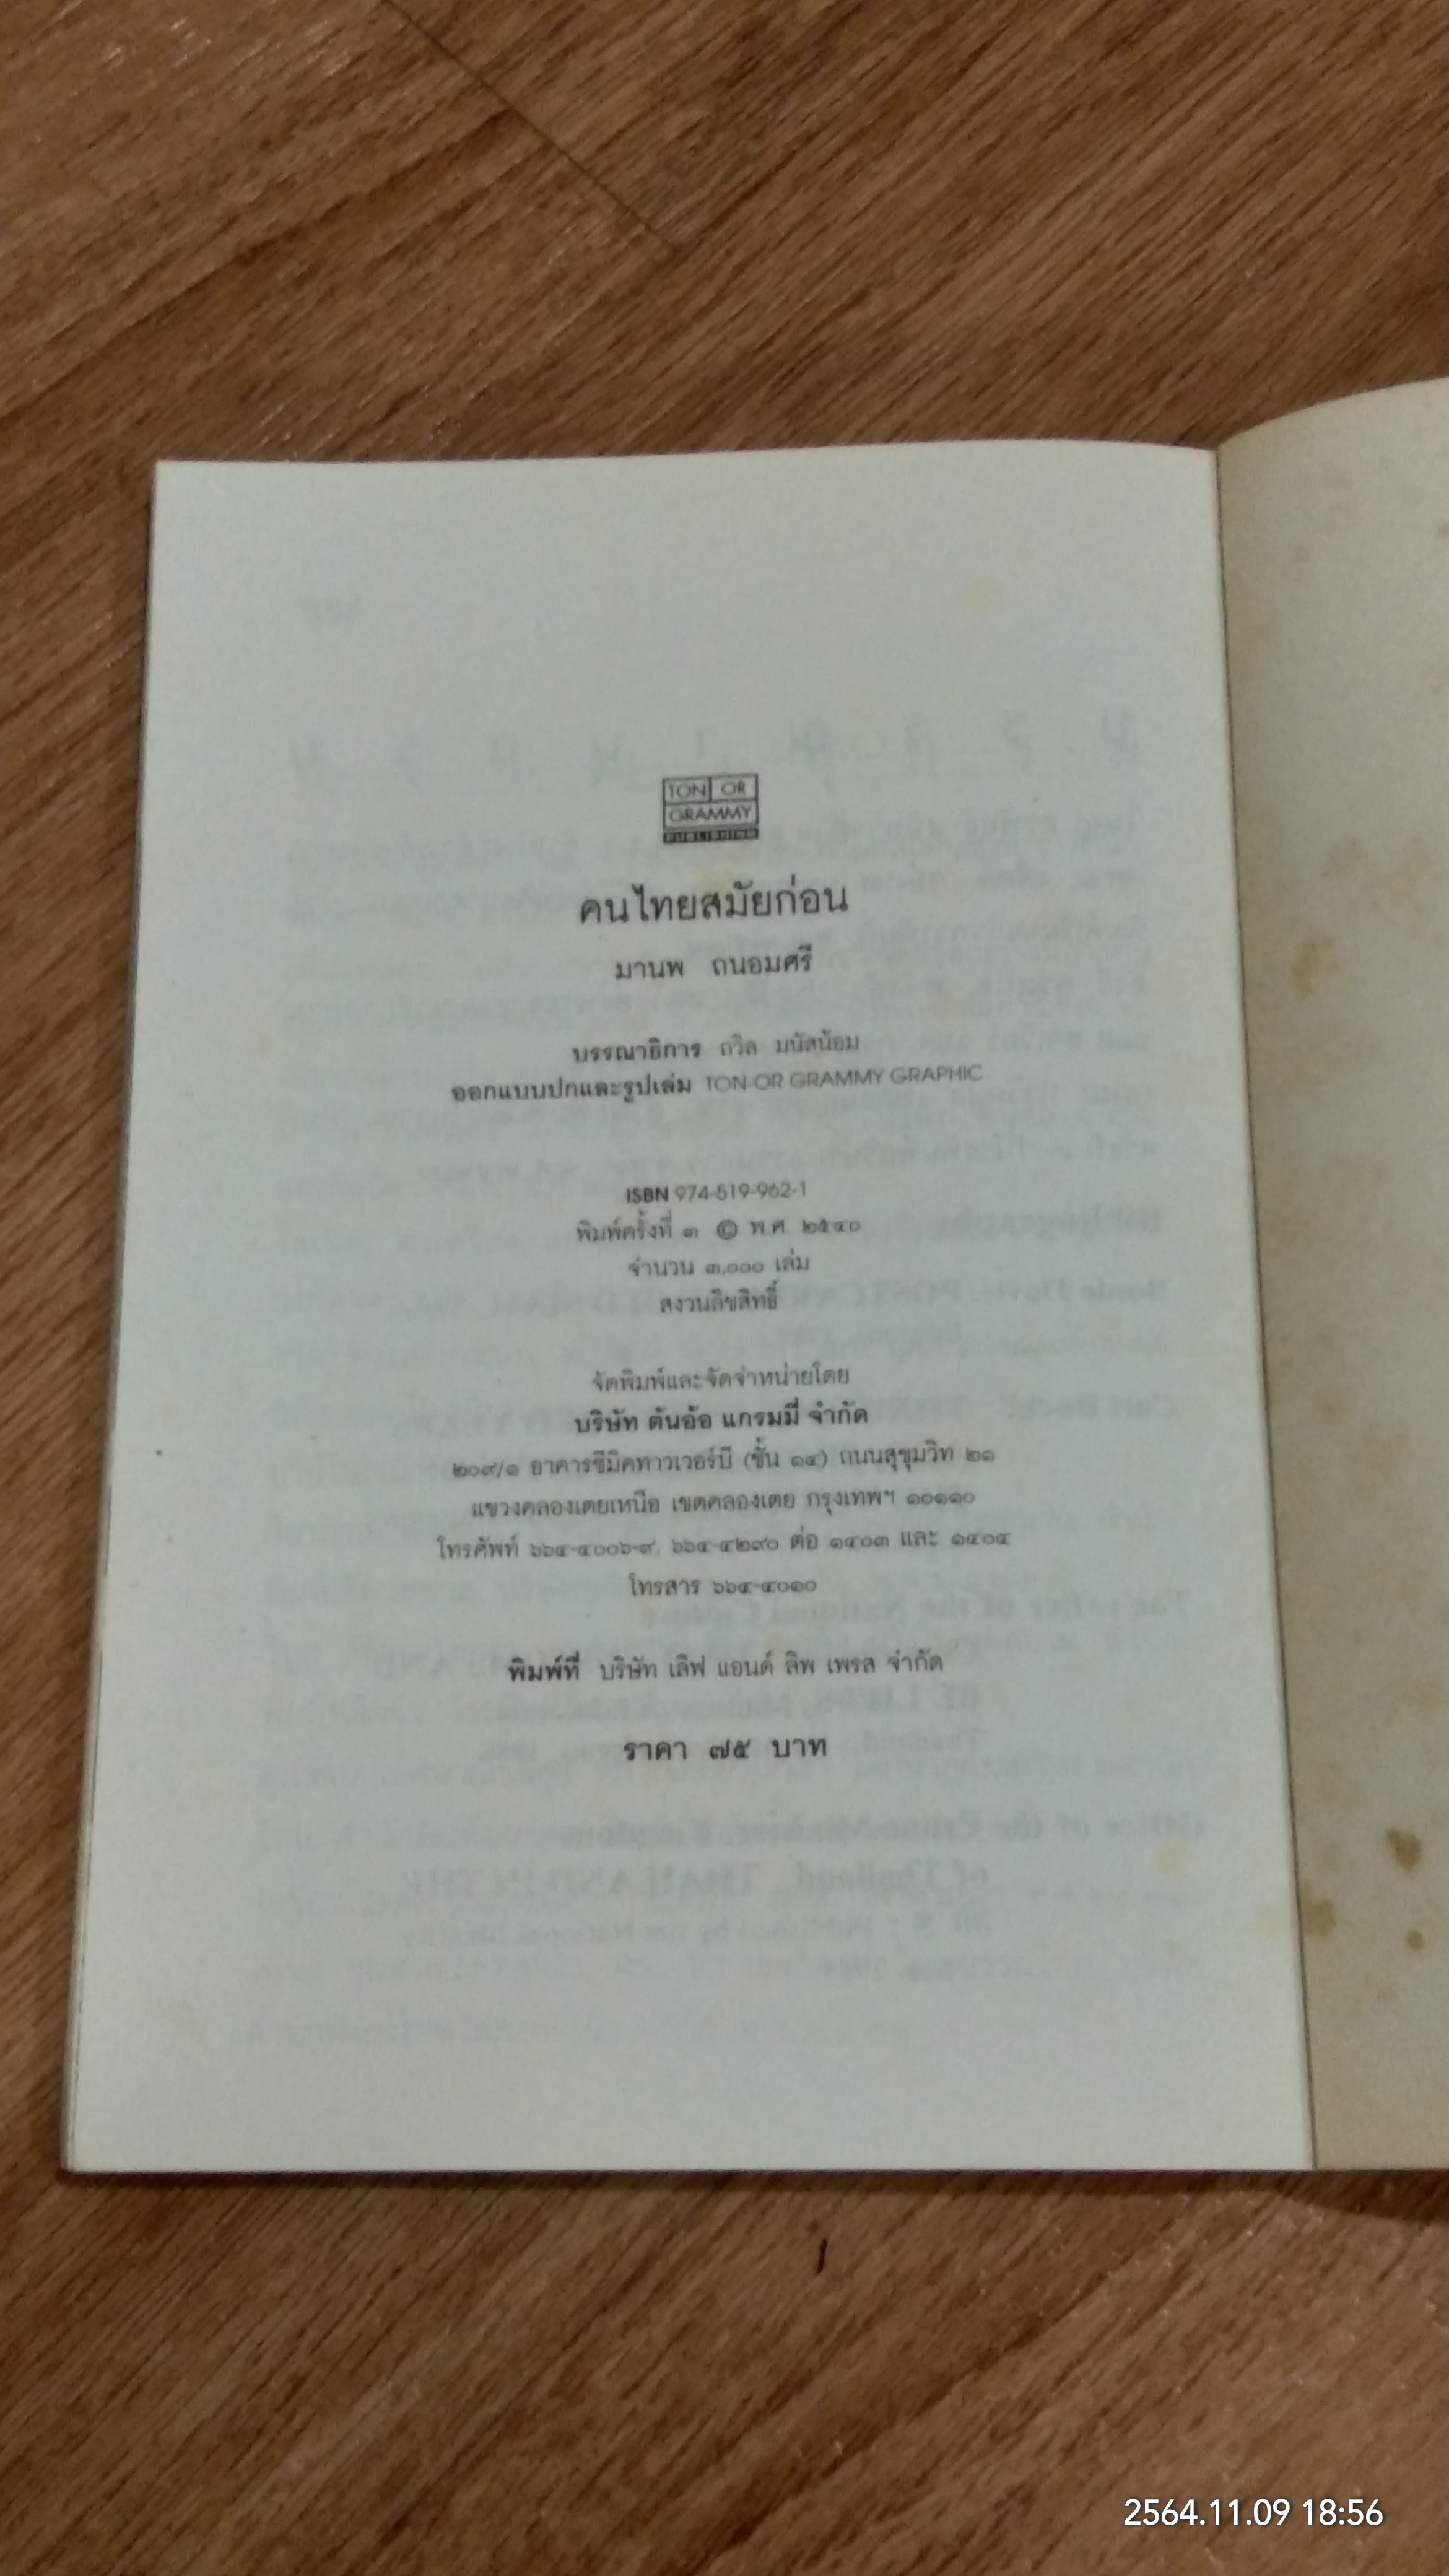 TON OR
GRAMMY
PUBLISHING
คนไทยสมัยก่อน
มานพ ถนอมศรี
บรรณาธิการ ถวิล มนัสน้อม
ออกแบบปกและรูปเล่ม TON-OR GRAMMY GRAPHIC
ISBN 974-519-962-1
พิมพ์ครั้งที่ ๓ © พ.ศ. ๒๕๔๐
จำนวน ๓,๐๐๐ เล่ม
สงวนลิขสิทธิ์
จัดพิมพ์และจัดจำหน่ายโดย
บริษัท ต้นอ้อ แกรมมี่ จำกัด
๒๐๙/๑ อาคารซีมิคทาวเวอร์บี (ชั้น ๑๔) ถนนสุขุมวิท ๒๑
แขวงคลองเตยเหนือ เขตคลองเตย กรุงเทพฯ ๑๐๑๑๐
โทรศัพท์ ๖๖๔-๔๐๐๖-๙, ๖๖๔-๔๒๙๐ ต่อ ๑๔๐๓ และ ๑๔๐๔
โทรสาร ๖๖๔-๔๐๑๐
พิมพ์ที่ บริษัท เลิฟ แอนด์ ลิพ เพรส จำกัด
ราคา ๗๕ บาท
2564.11.09 18:56